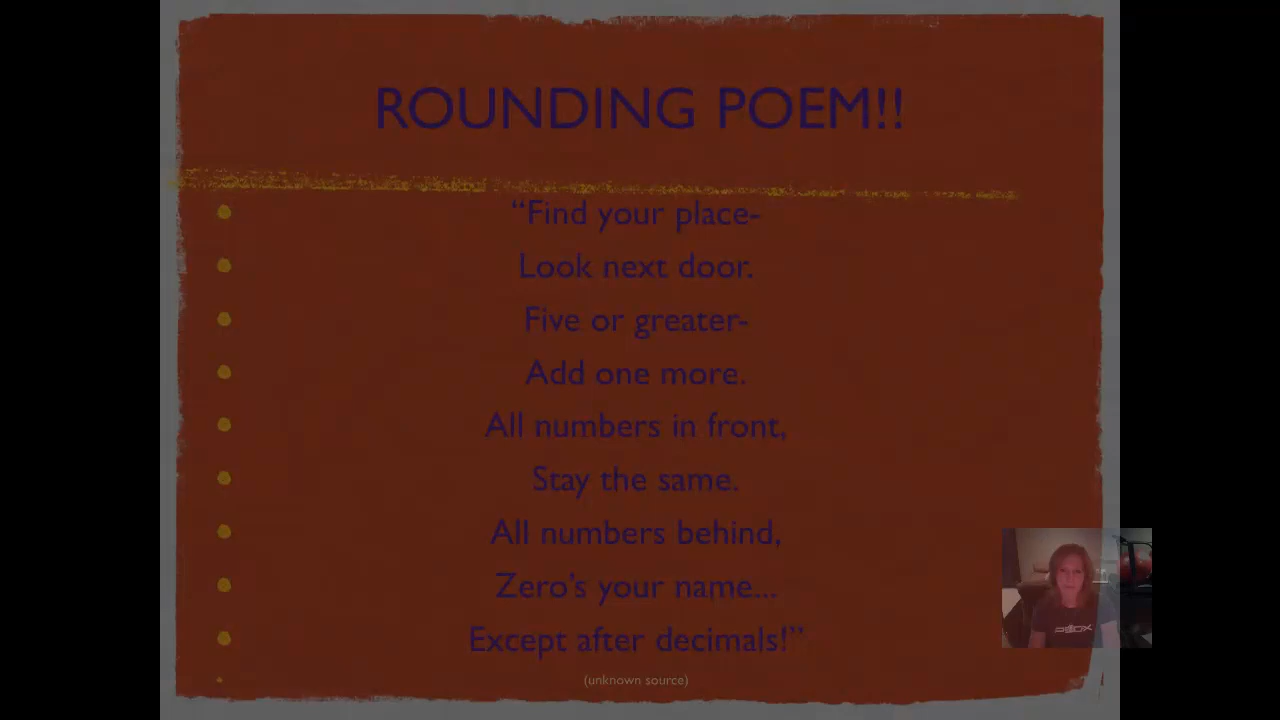 ROUNDING POEM!!
“Find your place-
Look next door.
Five or greater-
Add one more.
All numbers in front,
Stay the same.
All numbers behind,
Zero’s your name...
Except after decimals!”
(unknown source)